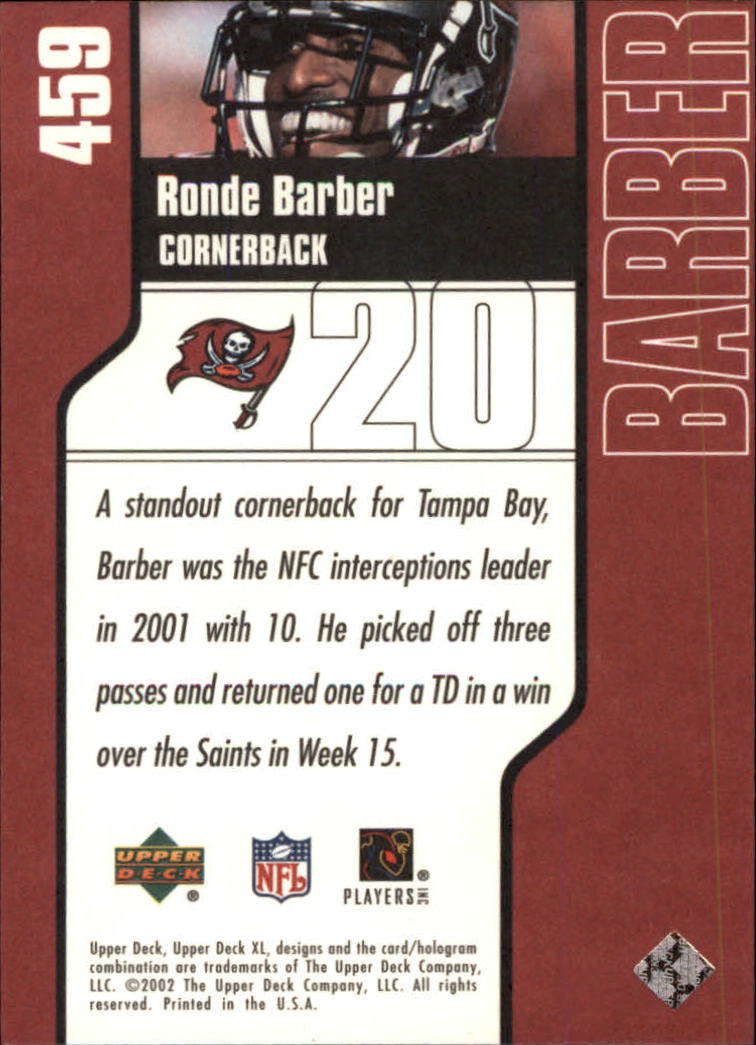 459
BARBER
Ronde Barber
CORNERBACK
20
A standout cornerback for Tampa Bay,
Barber was the NFC interceptions leader
in 2001 with 10. He picked off three
passes and returned one for a TD in a win
over the Saints in Week 15.
UPPER
D·E·C·K
®
NFL
PLAYERS INC ®
Upper Deck, Upper Deck XL, designs and the card/hologram
combination are trademarks of The Upper Deck Company,
LLC. ©2002 The Upper Deck Company, LLC. All rights
reserved. Printed in the U.S.A.